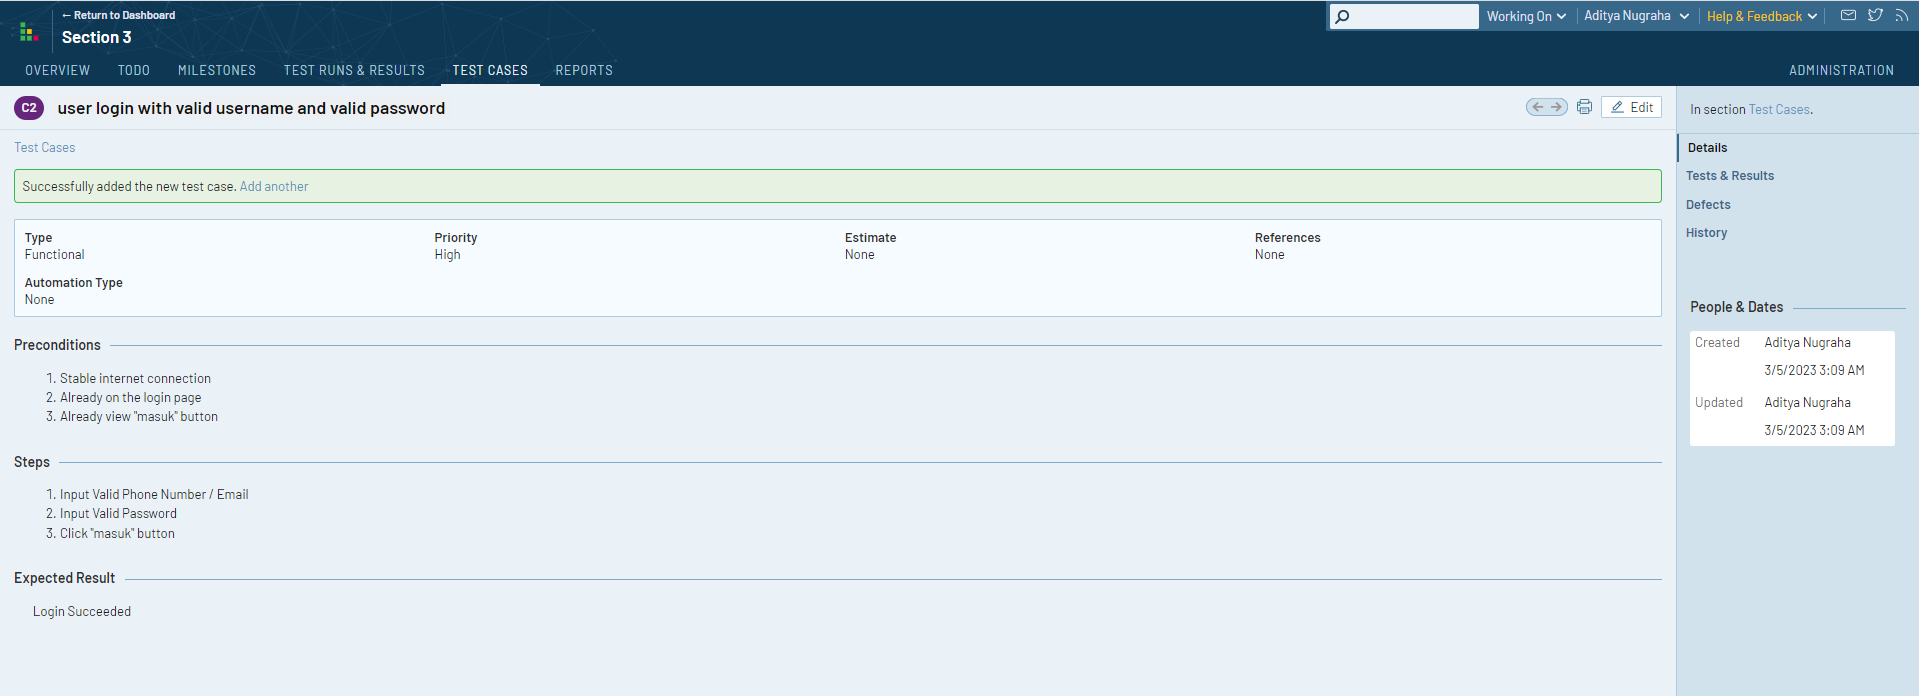 ← Return to Dashboard
Section 3
Working On
Aditya Nugraha
Help & Feedback
OVERVIEW TODO MILESTONES TEST RUNS & RESULTS TEST CASES REPORTS ADMINISTRATION
C2 user login with valid username and valid password
Edit
Test Cases
Successfully added the new test case. Add another
Type Priority Estimate References
Functional High None None
Automation Type
None
Preconditions
1. Stable internet connection
2. Already on the login page
3. Already view "masuk" button
Steps
1. Input Valid Phone Number / Email
2. Input Valid Password
3. Click "masuk" button
Expected Result
Login Succeeded
In section Test Cases.
Details
Tests & Results
Defects
History
People & Dates
Created Aditya Nugraha
3/5/2023 3:09 AM
Updated Aditya Nugraha
3/5/2023 3:09 AM